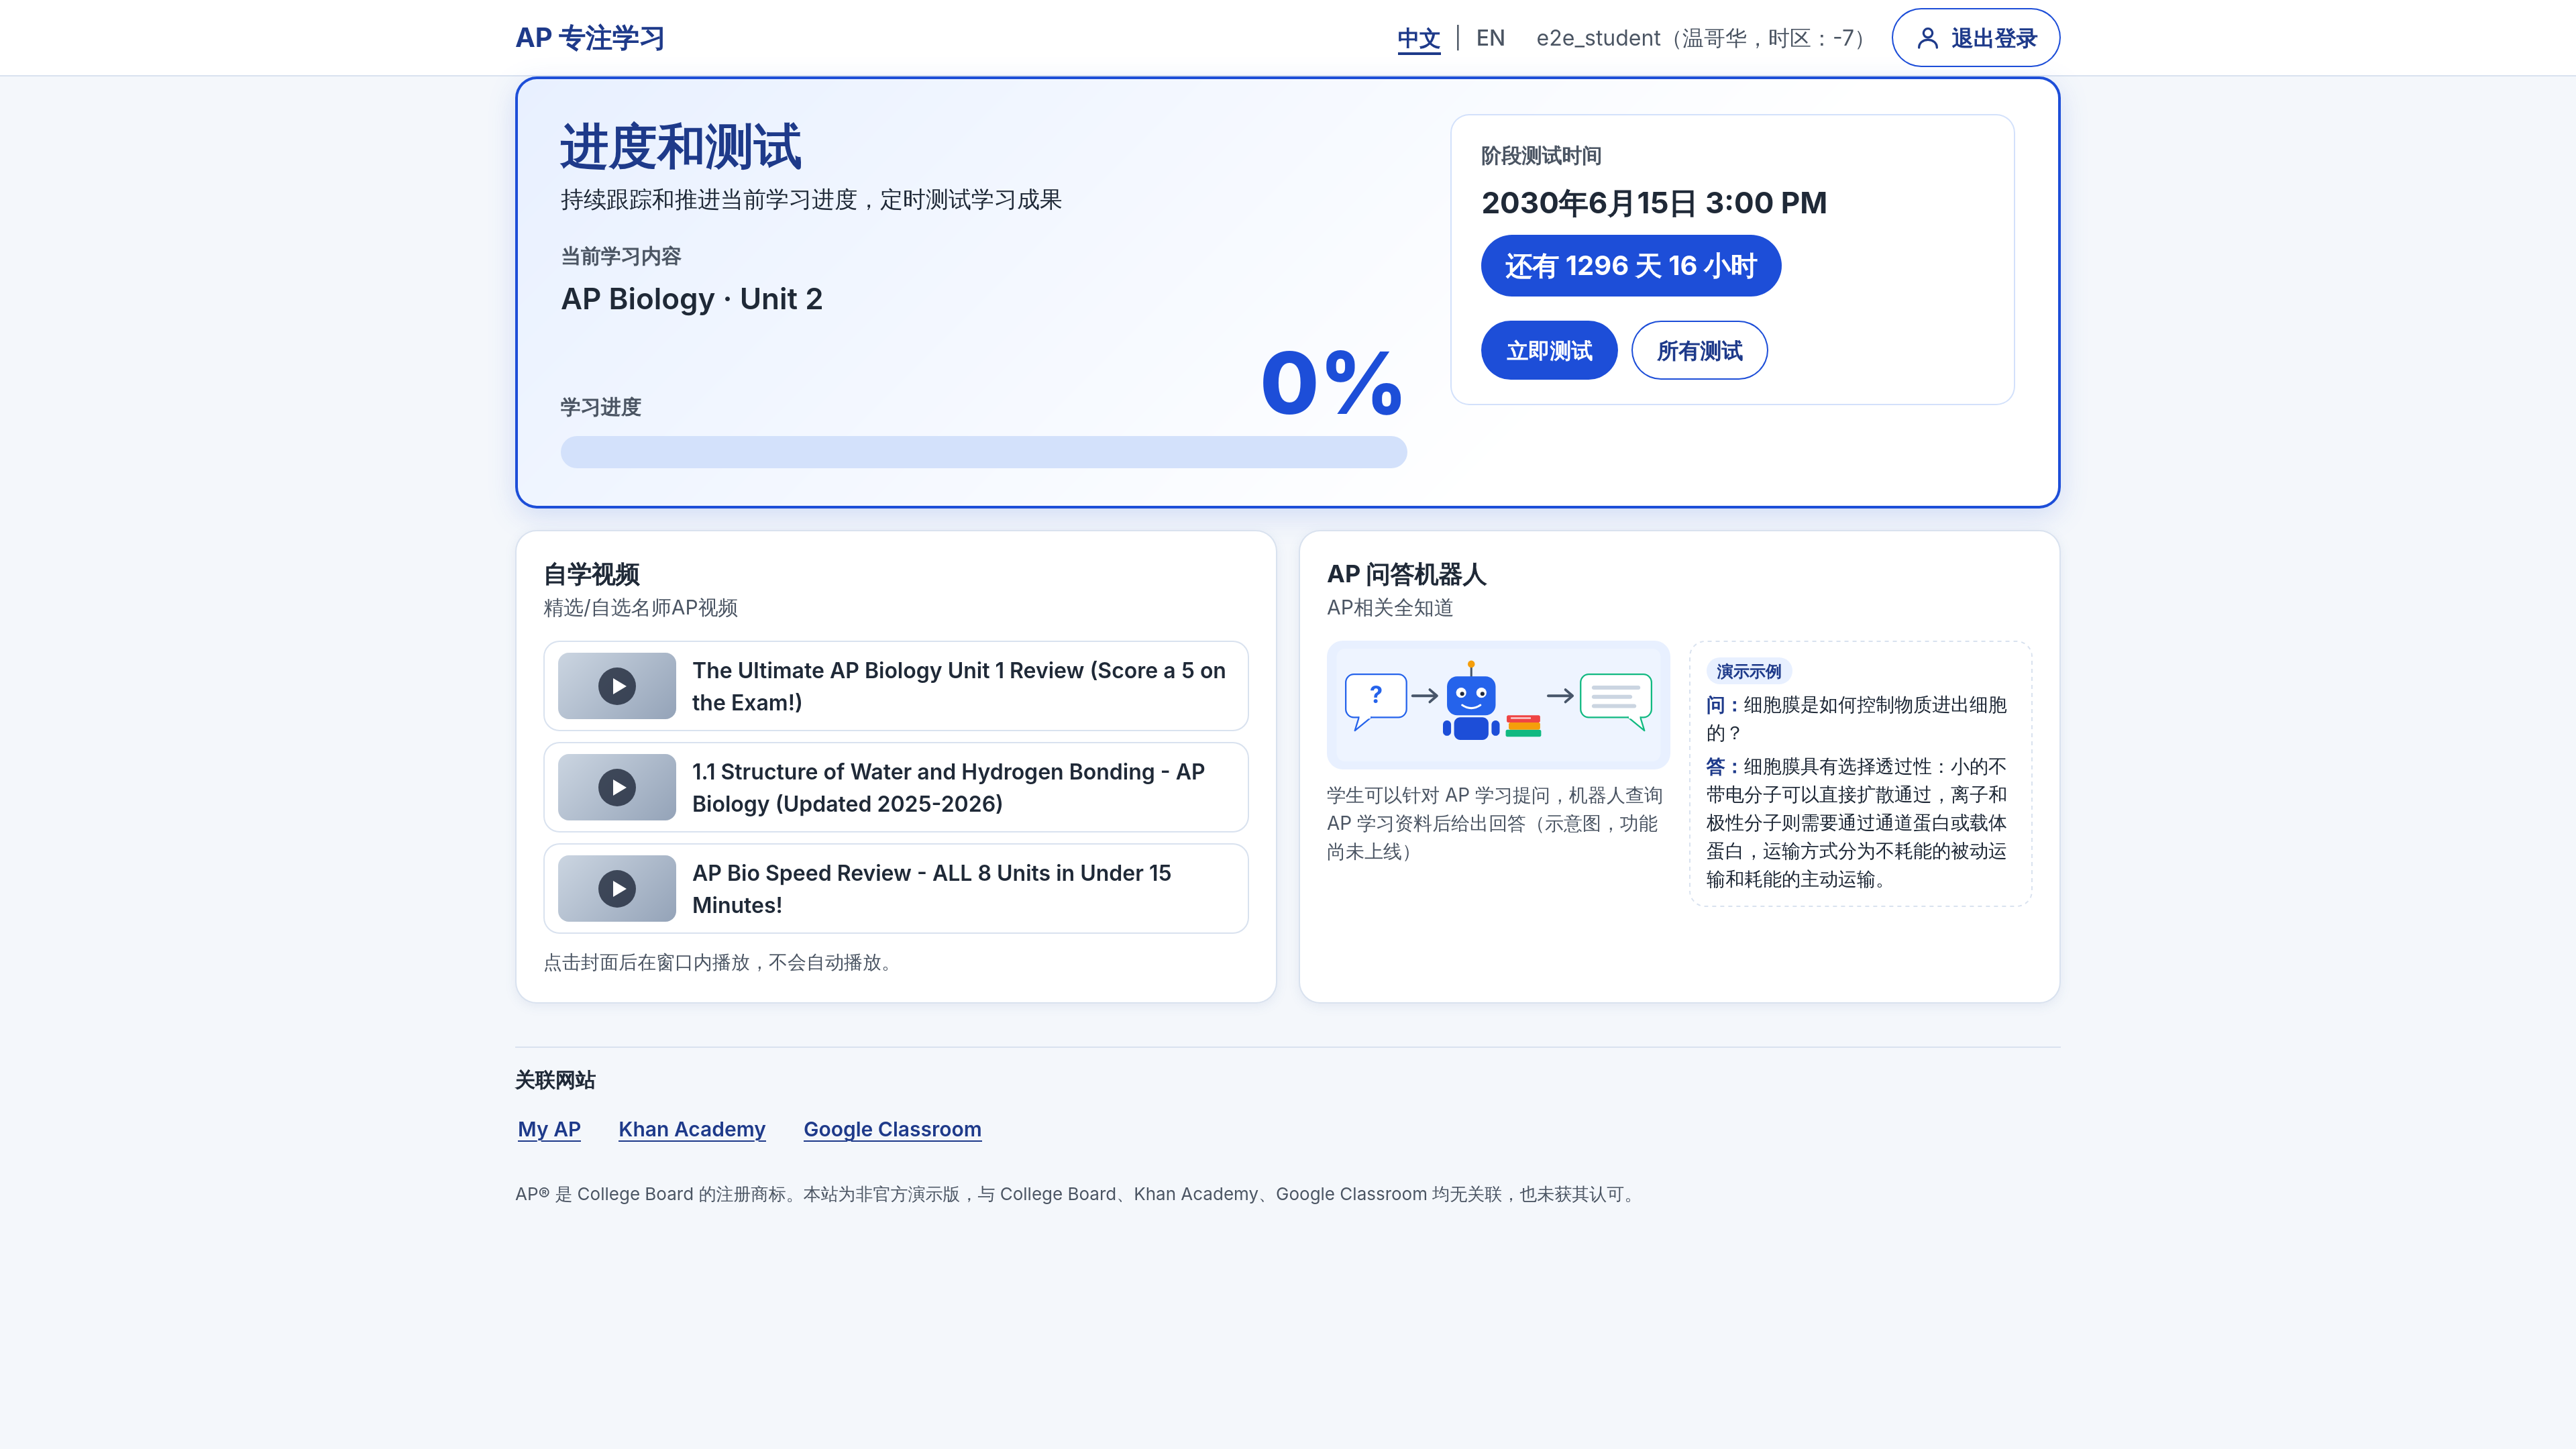 AP 专注学习
中文 | EN e2e_student（温哥华，时区：-7） 退出登录
进度和测试
持续跟踪和推进当前学习进度，定时测试学习成果
当前学习内容
AP Biology · Unit 2
学习进度
0%
阶段测试时间
2030年6月15日 3:00 PM
还有 1296 天 16 小时
立即测试 所有测试
自学视频
精选/自选名师AP视频
The Ultimate AP Biology Unit 1 Review (Score a 5 on
the Exam!)
1.1 Structure of Water and Hydrogen Bonding - AP
Biology (Updated 2025-2026)
AP Bio Speed Review - ALL 8 Units in Under 15
Minutes!
点击封面后在窗口内播放，不会自动播放。
AP 问答机器人
AP相关全知道
?
学生可以针对 AP 学习提问，机器人查询
AP 学习资料后给出回答（示意图，功能
尚未上线）
演示示例
问：细胞膜是如何控制物质进出细胞
的？
答：细胞膜具有选择透过性：小的不
带电分子可以直接扩散通过，离子和
极性分子则需要通过通道蛋白或载体
蛋白，运输方式分为不耗能的被动运
输和耗能的主动运输。
关联网站
My AP Khan Academy Google Classroom
AP® 是 College Board 的注册商标。本站为非官方演示版，与 College Board、Khan Academy、Google Classroom 均无关联，也未获其认可。